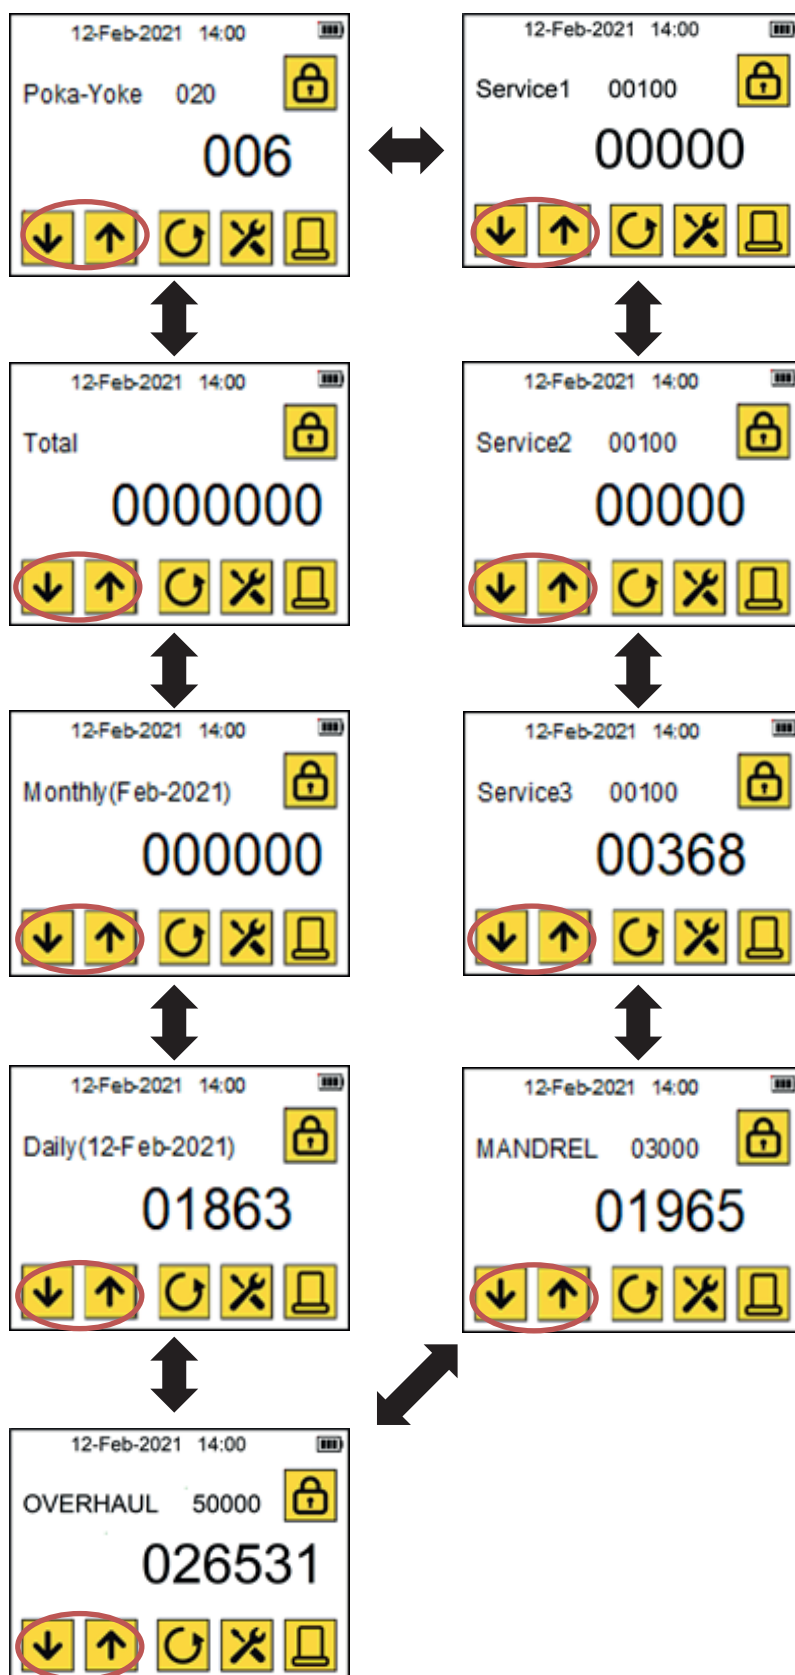 12-Feb-2021 14:00
Poka-Yoke 020
006
12-Feb-2021 14:00
Service1 00100
00000
12-Feb-2021 14:00
Total
0000000
12-Feb-2021 14:00
Service2 00100
00000
12-Feb-2021 14:00
Monthly(Feb-2021)
000000
12-Feb-2021 14:00
Service3 00100
00368
12-Feb-2021 14:00
Daily(12-Feb-2021)
01863
12-Feb-2021 14:00
MANDREL 03000
01965
12-Feb-2021 14:00
OVERHAUL 50000
026531